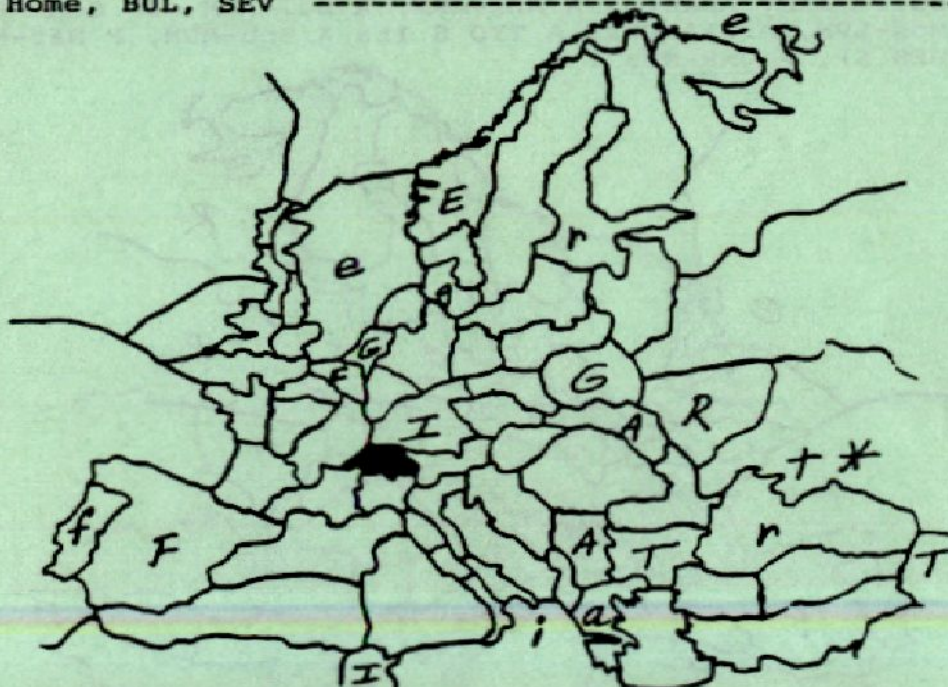 Home, BUL, SEV ------------------------------
e
R
E
r
e
g
G
F
G
I
A
R
+ *
f
F
A
T
r
T
a
i
I